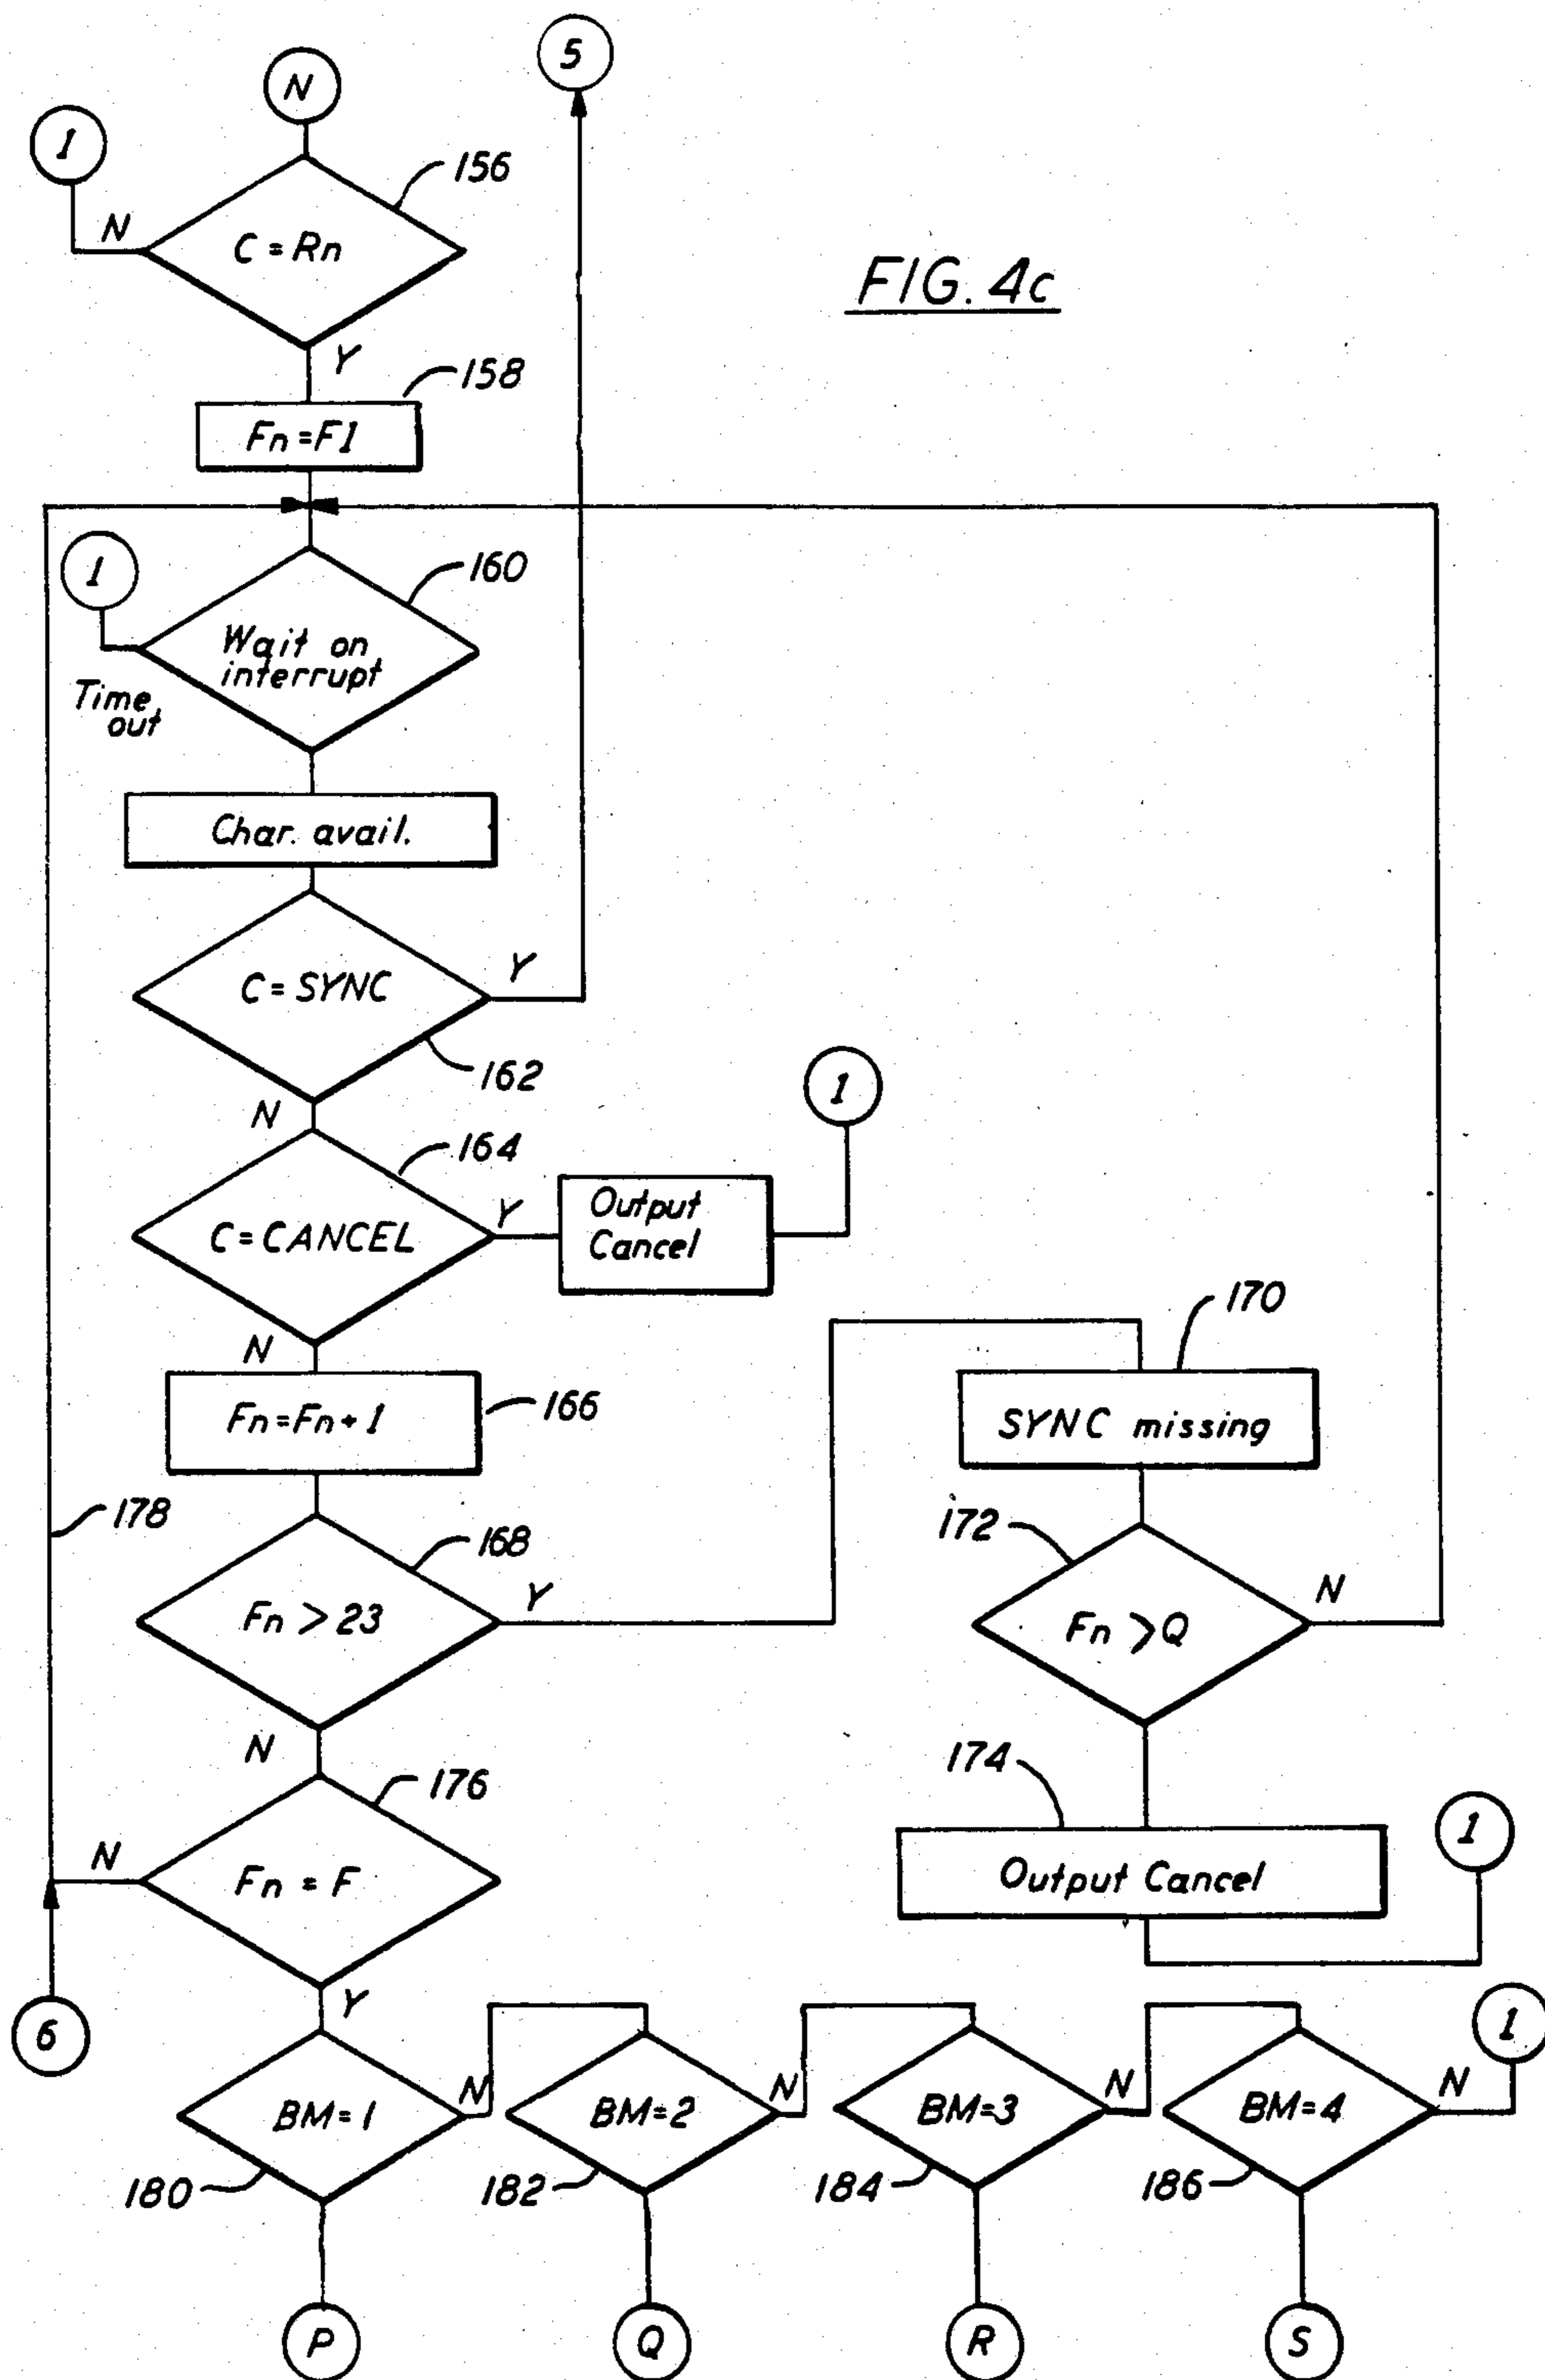 5
N
1
156
N
C = Rn
FIG. 4c
Y
158
Fn = F1
1
160
Wait on
interrupt
Time
out
Char. avail.
Y
C = SYNC
162
1
N
164
Y
Output
Cancel
C = CANCEL
170
N
166
Fn = Fn + 1
SYNC missing
178
172
168
Y
N
Fn > 23
Fn > Q
N
174
176
1
N
Fn = F
Output Cancel
Y
6
1
N
N
N
N
BM = 1
BM = 2
BM = 3
BM = 4
180
182
184
186
P
Q
R
S